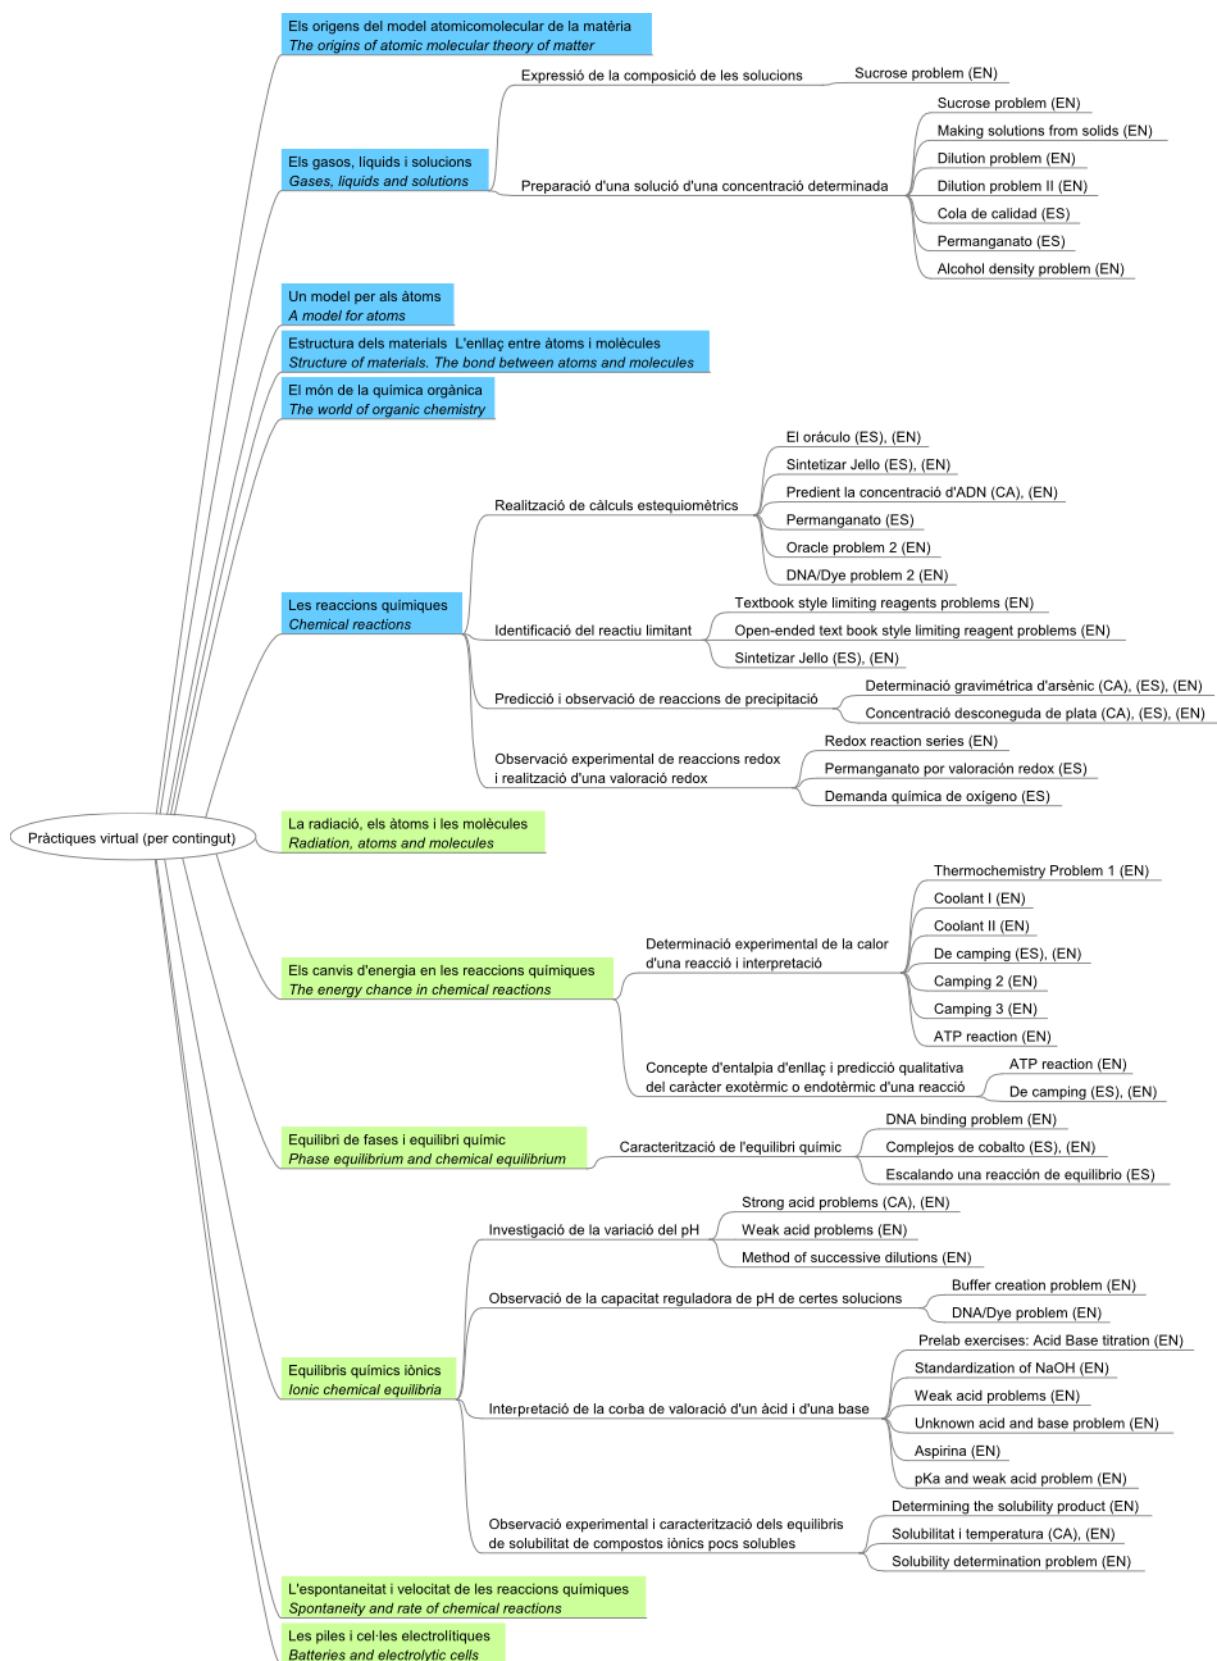 Els origens del model atomicomolecular de la matèria
The origins of atomic molecular theory of matter
Expressió de la composició de les solucions
Sucrose problem (EN)
Els gasos, líquids i solucions
Gases, liquids and solutions
Preparació d'una solució d'una concentració determinada
Sucrose problem (EN)
Making solutions from solids (EN)
Dilution problem (EN)
Dilution problem II (EN)
Cola de calidad (ES)
Permanganato (ES)
Alcohol density problem (EN)
Un model per als àtoms
A model for atoms
Estructura dels materials  L'enllaç entre àtoms i molècules
Structure of materials. The bond between atoms and molecules
El món de la química orgànica
The world of organic chemistry
Les reaccions químiques
Chemical reactions
Realització de càlculs estequiomètrics
El oráculo (ES), (EN)
Sintetizar Jello (ES), (EN)
Predient la concentració d'ADN (CA), (EN)
Permanganato (ES)
Oracle problem 2 (EN)
DNA/Dye problem 2 (EN)
Identificació del reactiu limitant
Textbook style limiting reagents problems (EN)
Open-ended text book style limiting reagent problems (EN)
Sintetizar Jello (ES), (EN)
Predicció i observació de reaccions de precipitació
Determinació gravimétrica d'arsènic (CA), (ES), (EN)
Concentració desconeguda de plata (CA), (ES), (EN)
Observació experimental de reaccions redox
i realització d'una valoració redox
Redox reaction series (EN)
Permanganato por valoración redox (ES)
Demanda química de oxígeno (ES)
Pràctiques virtual (per contingut)
La radiació, els àtoms i les molècules
Radiation, atoms and molecules
Els canvis d'energia en les reaccions químiques
The energy chance in chemical reactions
Determinació experimental de la calor
d'una reacció i interpretació
Thermochemistry Problem 1 (EN)
Coolant I (EN)
Coolant II (EN)
De camping (ES), (EN)
Camping 2 (EN)
Camping 3 (EN)
ATP reaction (EN)
Concepte d'entalpia d'enllaç i predicció qualitativa
del caràcter exotèrmic o endotèrmic d'una reacció
ATP reaction (EN)
De camping (ES), (EN)
Equilibri de fases i equilibri químic
Phase equilibrium and chemical equilibrium
Caracterització de l'equilibri químic
DNA binding problem (EN)
Complejos de cobalto (ES), (EN)
Escalando una reacción de equilibrio (ES)
Equilibris químics iònics
Ionic chemical equilibria
Investigació de la variació del pH
Strong acid problems (CA), (EN)
Weak acid problems (EN)
Method of successive dilutions (EN)
Observació de la capacitat reguladora de pH de certes solucions
Buffer creation problem (EN)
DNA/Dye problem (EN)
Interpretació de la corba de valoració d'un àcid i d'una base
Prelab exercises: Acid Base titration (EN)
Standardization of NaOH (EN)
Weak acid problems (EN)
Unknown acid and base problem (EN)
Aspirina (EN)
pKa and weak acid problem (EN)
Observació experimental i caracterització dels equilibris
de solubilitat de compostos iònics pocs solubles
Determining the solubility product (EN)
Solubilitat i temperatura (CA), (EN)
Solubility determination problem (EN)
L'espontaneitat i velocitat de les reaccions químiques
Spontaneity and rate of chemical reactions
Les piles i cel·les electrolítiques
Batteries and electrolytic cells